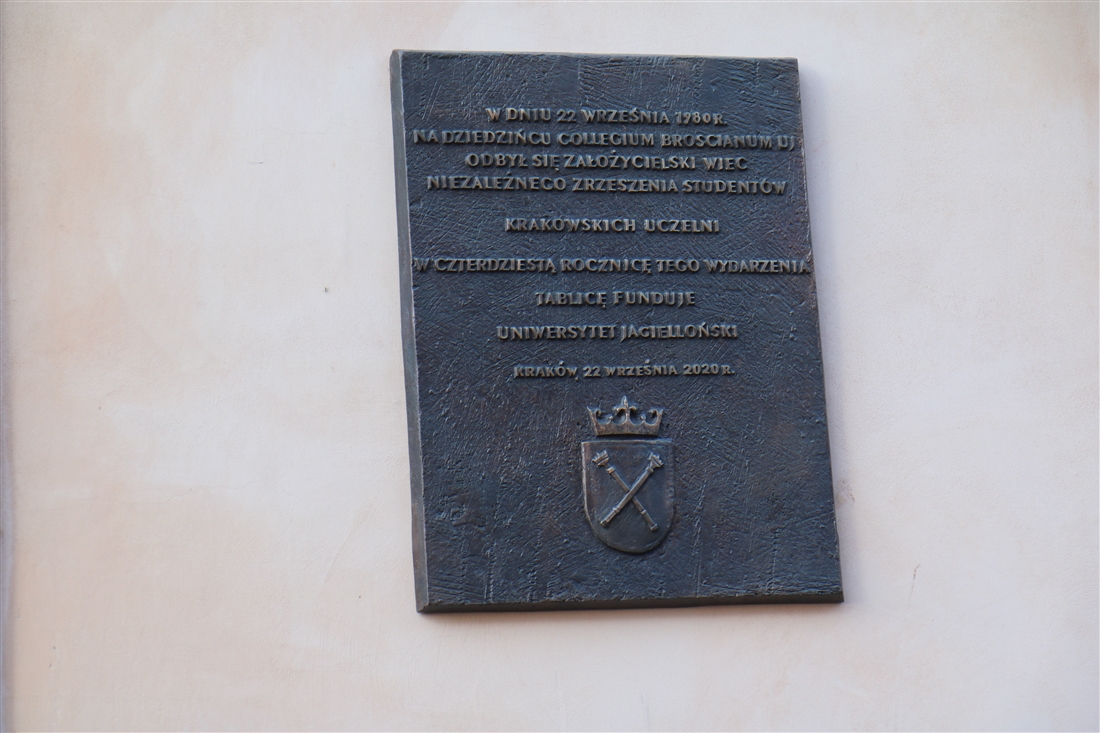 W DNIU 22 WRZEŚNIA 1980 R.
NA DZIEDZIŃCU COLLEGIUM BROSCIANUM UJ
ODBYŁ SIĘ ZAŁOŻYCIELSKI WIEC
NIEZALEŻNEGO ZRZESZENIA STUDENTÓW
KRAKOWSKICH UCZELNI
W CZTERDZIESTĄ ROCZNICĘ TEGO WYDARZENIA
TABLICĘ FUNDUJE
UNIWERSYTET JAGIELLOŃSKI
KRAKÓW, 22 WRZEŚNIA 2020 R.